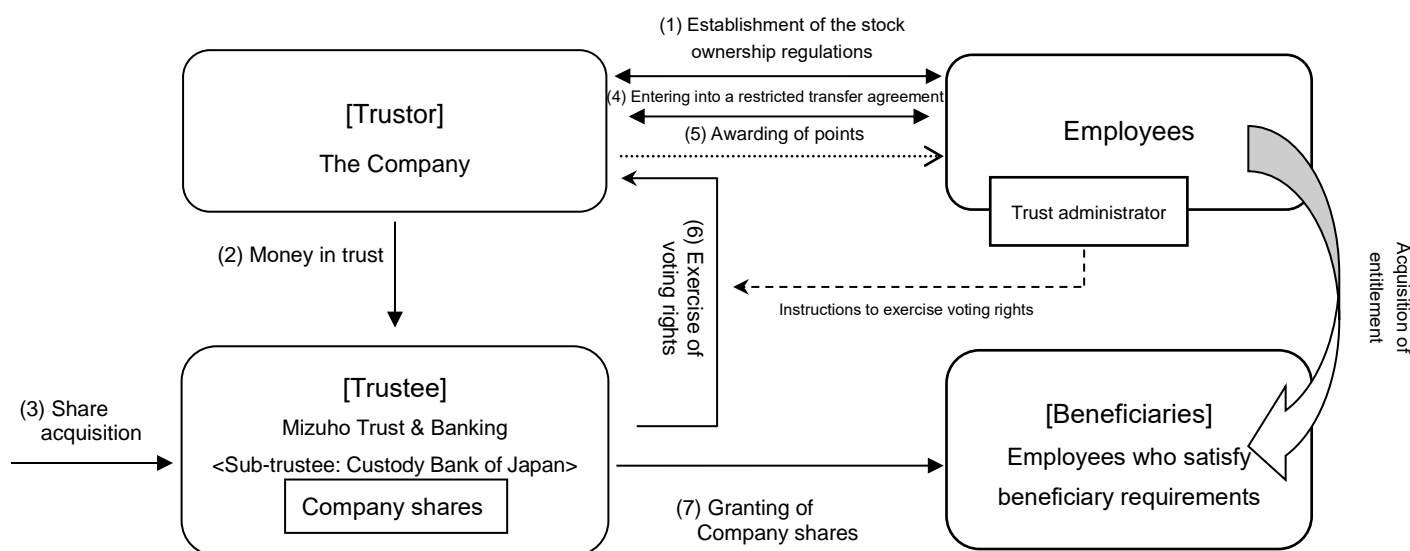 (1) Establishment of the stock
ownership regulations
[Trustor]
The Company
(4) Entering into a restricted transfer agreement
(5) Awarding of points
Employees
Trust administrator
(2) Money in trust
(6) Exercise of
voting rights
Instructions to exercise voting rights
Acquisition of
entitlement
(3) Share
acquisition
[Trustee]
Mizuho Trust & Banking
<Sub-trustee: Custody Bank of Japan>
Company shares
(7) Granting of
Company shares
[Beneficiaries]
Employees who satisfy
beneficiary requirements